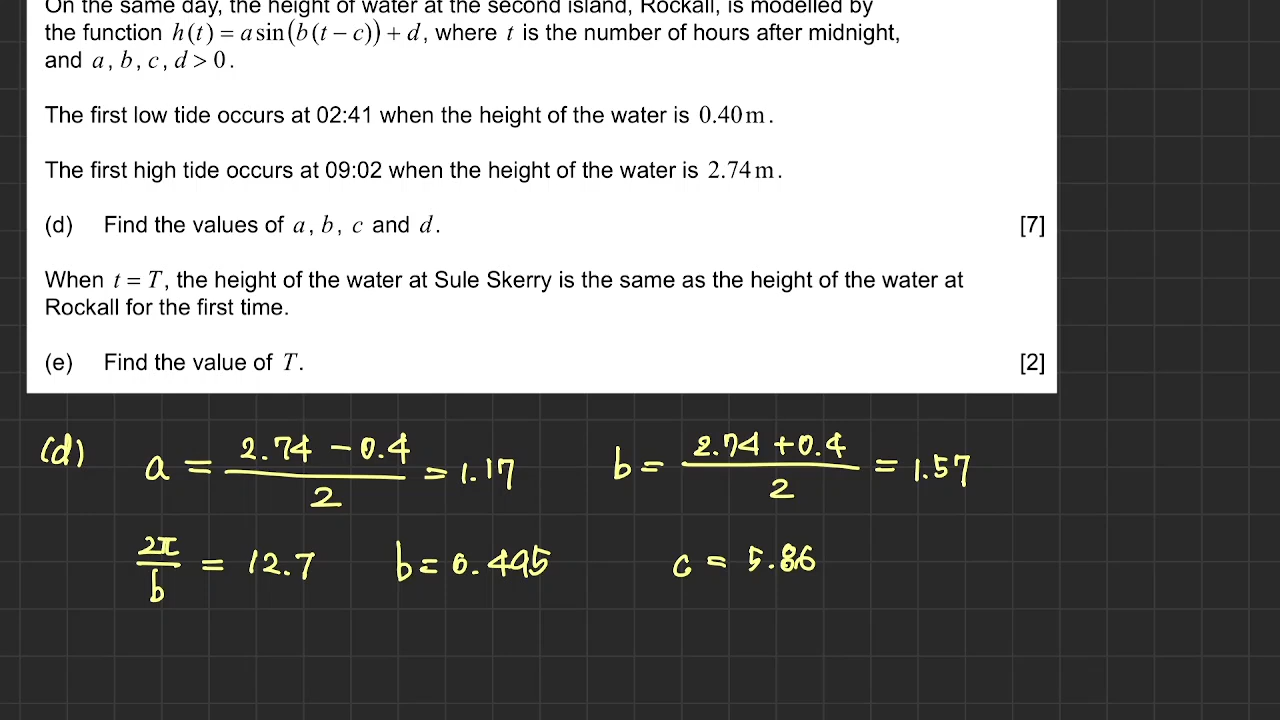 On the same day, the height of water at the second island, Rockall, is modelled by
the function h(t) = a sin(b(t − c)) + d, where t is the number of hours after midnight,
and a, b, c, d > 0.
The first low tide occurs at 02:41 when the height of the water is 0.40 m.
The first high tide occurs at 09:02 when the height of the water is 2.74 m.
(d) Find the values of a, b, c and d. [7]
When t = T, the height of the water at Sule Skerry is the same as the height of the water at
Rockall for the first time.
(e) Find the value of T. [2]
(d) a = (2.74 − 0.4)/2 = 1.17 b = (2.74 + 0.4)/2 = 1.57
2π/b = 12.7 b = 0.495 c = 5.86